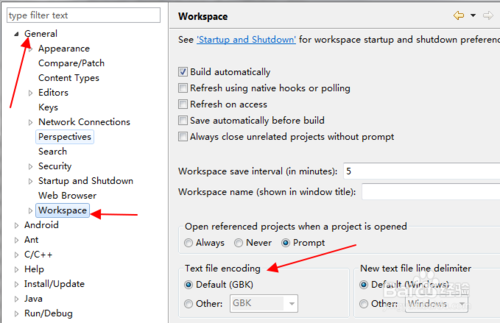 type filter text
General
Appearance
Compare/Patch
Content Types
Editors
Keys
Network Connections
Perspectives
Search
Security
Startup and Shutdown
Web Browser
Workspace
Android
Ant
C/C++
Help
Install/Update
Java
Run/Debug
Workspace
See 'Startup and Shutdown' for workspace startup and shutdown preferenc
Build automatically
Refresh using native hooks or polling
Refresh on access
Save automatically before build
Always close unrelated projects without prompt
Workspace save interval (in minutes): 5
Workspace name (shown in window title):
Open referenced projects when a project is opened
Always Never Prompt
Text file encoding
Default (GBK)
Other: GBK
New text file line delimiter
Default (Windows)
Other: Windows